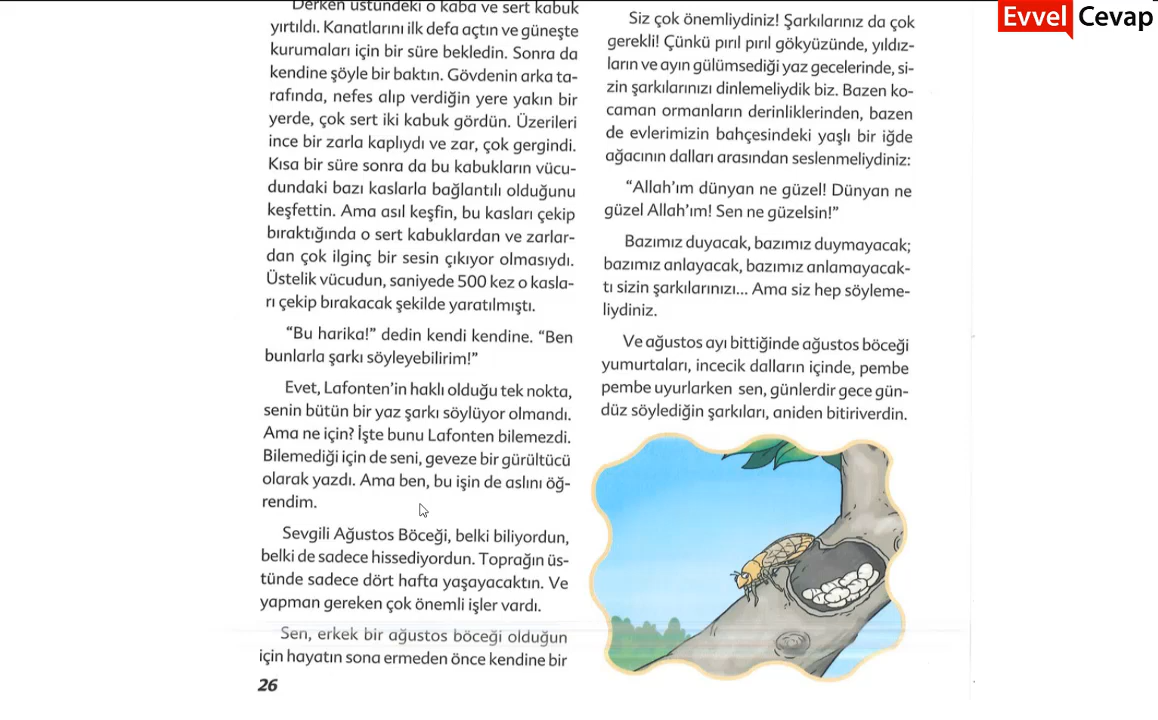 Derken üstündeki o kaba ve sert kabuk
yırtıldı. Kanatlarını ilk defa açtın ve güneşte
kurumaları için bir süre bekledin. Sonra da
kendine şöyle bir baktın. Gövdenin arka ta-
rafında, nefes alıp verdiğin yere yakın bir
yerde, çok sert iki kabuk gördün. Üzerileri
ince bir zarla kaplıydı ve zar, çok gergindi.
Kısa bir süre sonra da bu kabukların vücu-
dundaki bazı kaslarla bağlantılı olduğunu
keşfettin. Ama asıl keşfin, bu kasları çekip
bıraktığında o sert kabuklardan ve zarlar-
dan çok ilginç bir sesin çıkıyor olmasıydı.
Üstelik vücudun, saniyede 500 kez o kasla-
rı çekip bırakacak şekilde yaratılmıştı.
“Bu harika!” dedin kendi kendine. “Ben
bunlarla şarkı söyleyebilirim!”
Evet, Lafonten’in haklı olduğu tek nokta,
senin bütün bir yaz şarkı söylüyor olmandı.
Ama ne için? İşte bunu Lafonten bilemezdi.
Bilemediği için de seni, geveze bir gürültücü
olarak yazdı. Ama ben, bu işin de aslını öğ-
rendim.
Sevgili Ağustos Böceği, belki biliyordun,
belki de sadece hissediyordun. Toprağın üs-
tünde sadece dört hafta yaşayacaktın. Ve
yapman gereken çok önemli işler vardı.
Sen, erkek bir ağustos böceği olduğun
için hayatın sona ermeden önce kendine bir
26
Siz çok önemliydiniz! Şarkılarınız da çok
gerekli! Çünkü pırıl pırıl gökyüzünde, yıldız-
ların ve ayın gülümsediği yaz gecelerinde, si-
zin şarkılarınızı dinlemeliydik biz. Bazen ko-
caman ormanların derinliklerinden, bazen
de evlerimizin bahçesindeki yaşlı bir iğde
ağacının dalları arasından seslenmeliydiniz:
“Allah’ım dünyan ne güzel! Dünyan ne
güzel Allah’ım! Sen ne güzelsin!”
Bazımız duyacak, bazımız duymayacak;
bazımız anlayacak, bazımız anlamayacak-
tı sizin şarkılarınızı... Ama siz hep söyleme-
liydiniz.
Ve ağustos ayı bittiğinde ağustos böceği
yumurtaları, incecik dalların içinde, pembe
pembe uyurlarken sen, günlerdir gece gün-
düz söylediğin şarkıları, aniden bitiriverdin.
Evvel Cevap